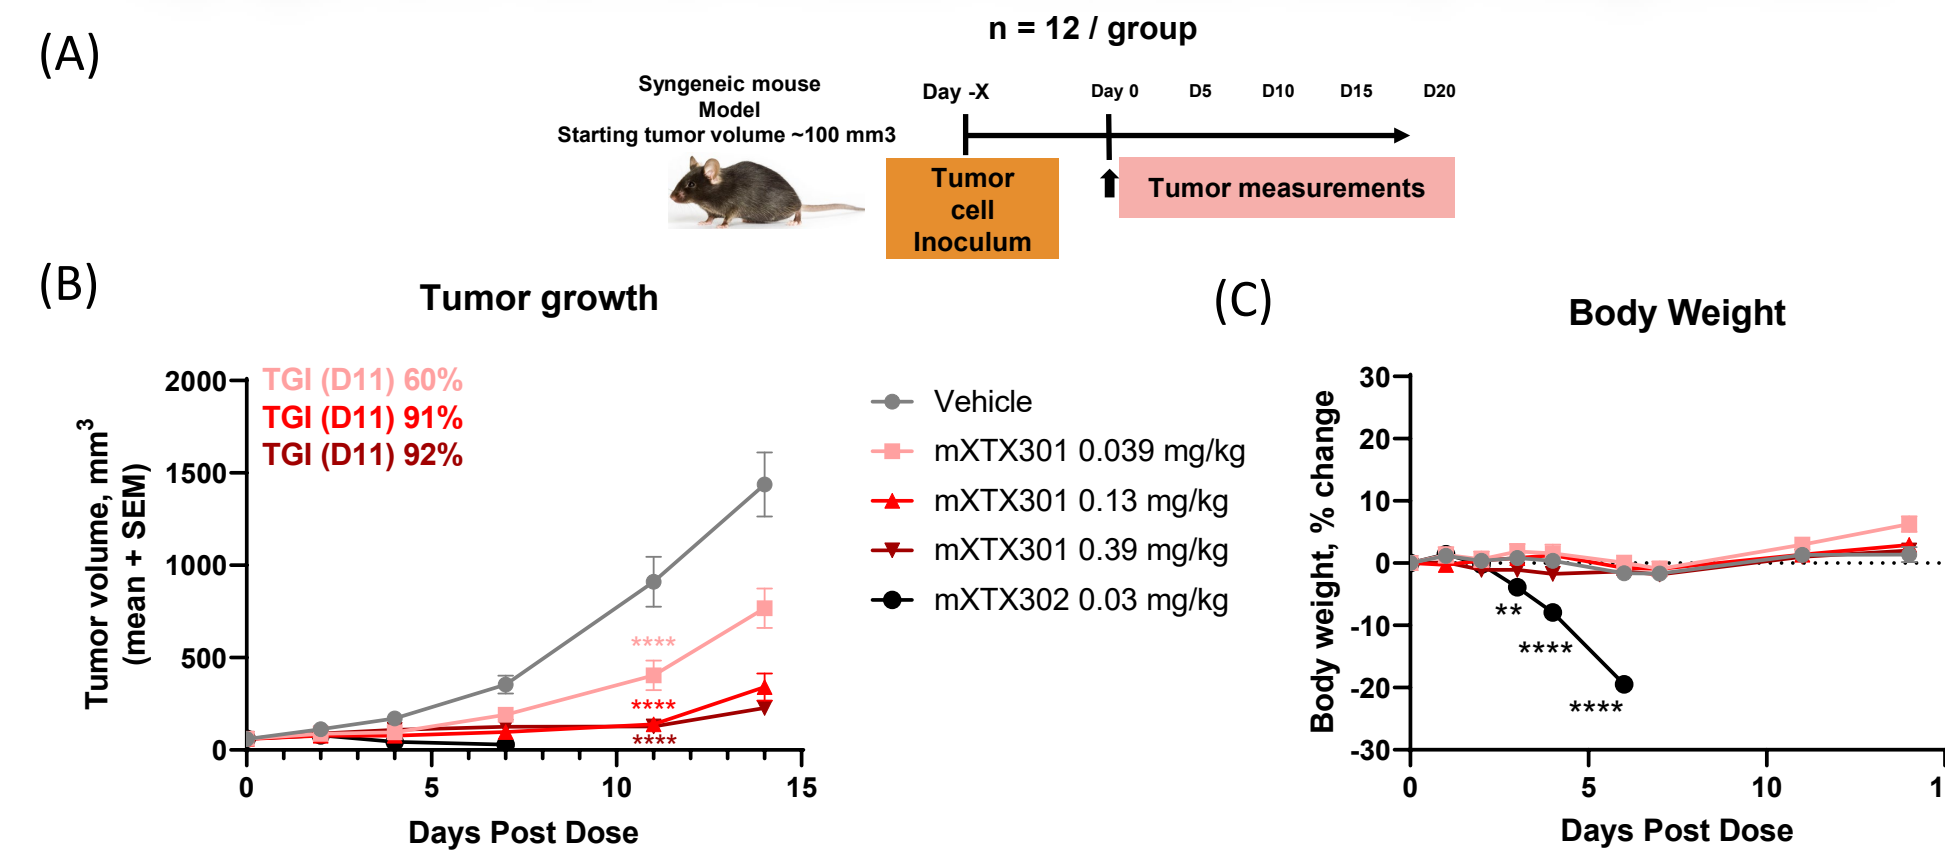 (A)
n = 12 / group
Syngeneic mouse
Model
Starting tumor volume ~100 mm3
Day -X
Day 0
D5
D10
D15
D20
Tumor
cell
Inoculum
Tumor measurements
(B)
Tumor growth
TGI (D11) 60%
TGI (D11) 91%
TGI (D11) 92%
Tumor volume, mm³
(mean + SEM)
2000
1500
1000
500
0
****
****
****
0
5
10
15
Days Post Dose
Vehicle
mXTX301 0.039 mg/kg
mXTX301 0.13 mg/kg
mXTX301 0.39 mg/kg
mXTX302 0.03 mg/kg
(C)
Body Weight
Body weight, % change
30
20
10
0
-10
-20
-30
**
****
****
0
5
10
1
Days Post Dose